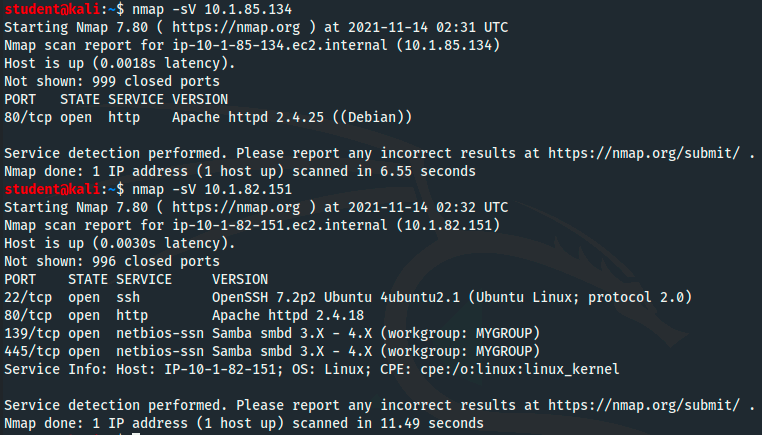 student@kali:~$ nmap -sV 10.1.85.134
Starting Nmap 7.80 ( https://nmap.org ) at 2021-11-14 02:31 UTC
Nmap scan report for ip-10-1-85-134.ec2.internal (10.1.85.134)
Host is up (0.0018s latency).
Not shown: 999 closed ports
PORT   STATE SERVICE VERSION
80/tcp open  http    Apache httpd 2.4.25 ((Debian))

Service detection performed. Please report any incorrect results at https://nmap.org/submit/ .
Nmap done: 1 IP address (1 host up) scanned in 6.55 seconds
student@kali:~$ nmap -sV 10.1.82.151
Starting Nmap 7.80 ( https://nmap.org ) at 2021-11-14 02:32 UTC
Nmap scan report for ip-10-1-82-151.ec2.internal (10.1.82.151)
Host is up (0.0030s latency).
Not shown: 996 closed ports
PORT    STATE SERVICE     VERSION
22/tcp  open  ssh         OpenSSH 7.2p2 Ubuntu 4ubuntu2.1 (Ubuntu Linux; protocol 2.0)
80/tcp  open  http        Apache httpd 2.4.18
139/tcp open  netbios-ssn Samba smbd 3.X - 4.X (workgroup: MYGROUP)
445/tcp open  netbios-ssn Samba smbd 3.X - 4.X (workgroup: MYGROUP)
Service Info: Host: IP-10-1-82-151; OS: Linux; CPE: cpe:/o:linux:linux_kernel

Service detection performed. Please report any incorrect results at https://nmap.org/submit/ .
Nmap done: 1 IP address (1 host up) scanned in 11.49 seconds